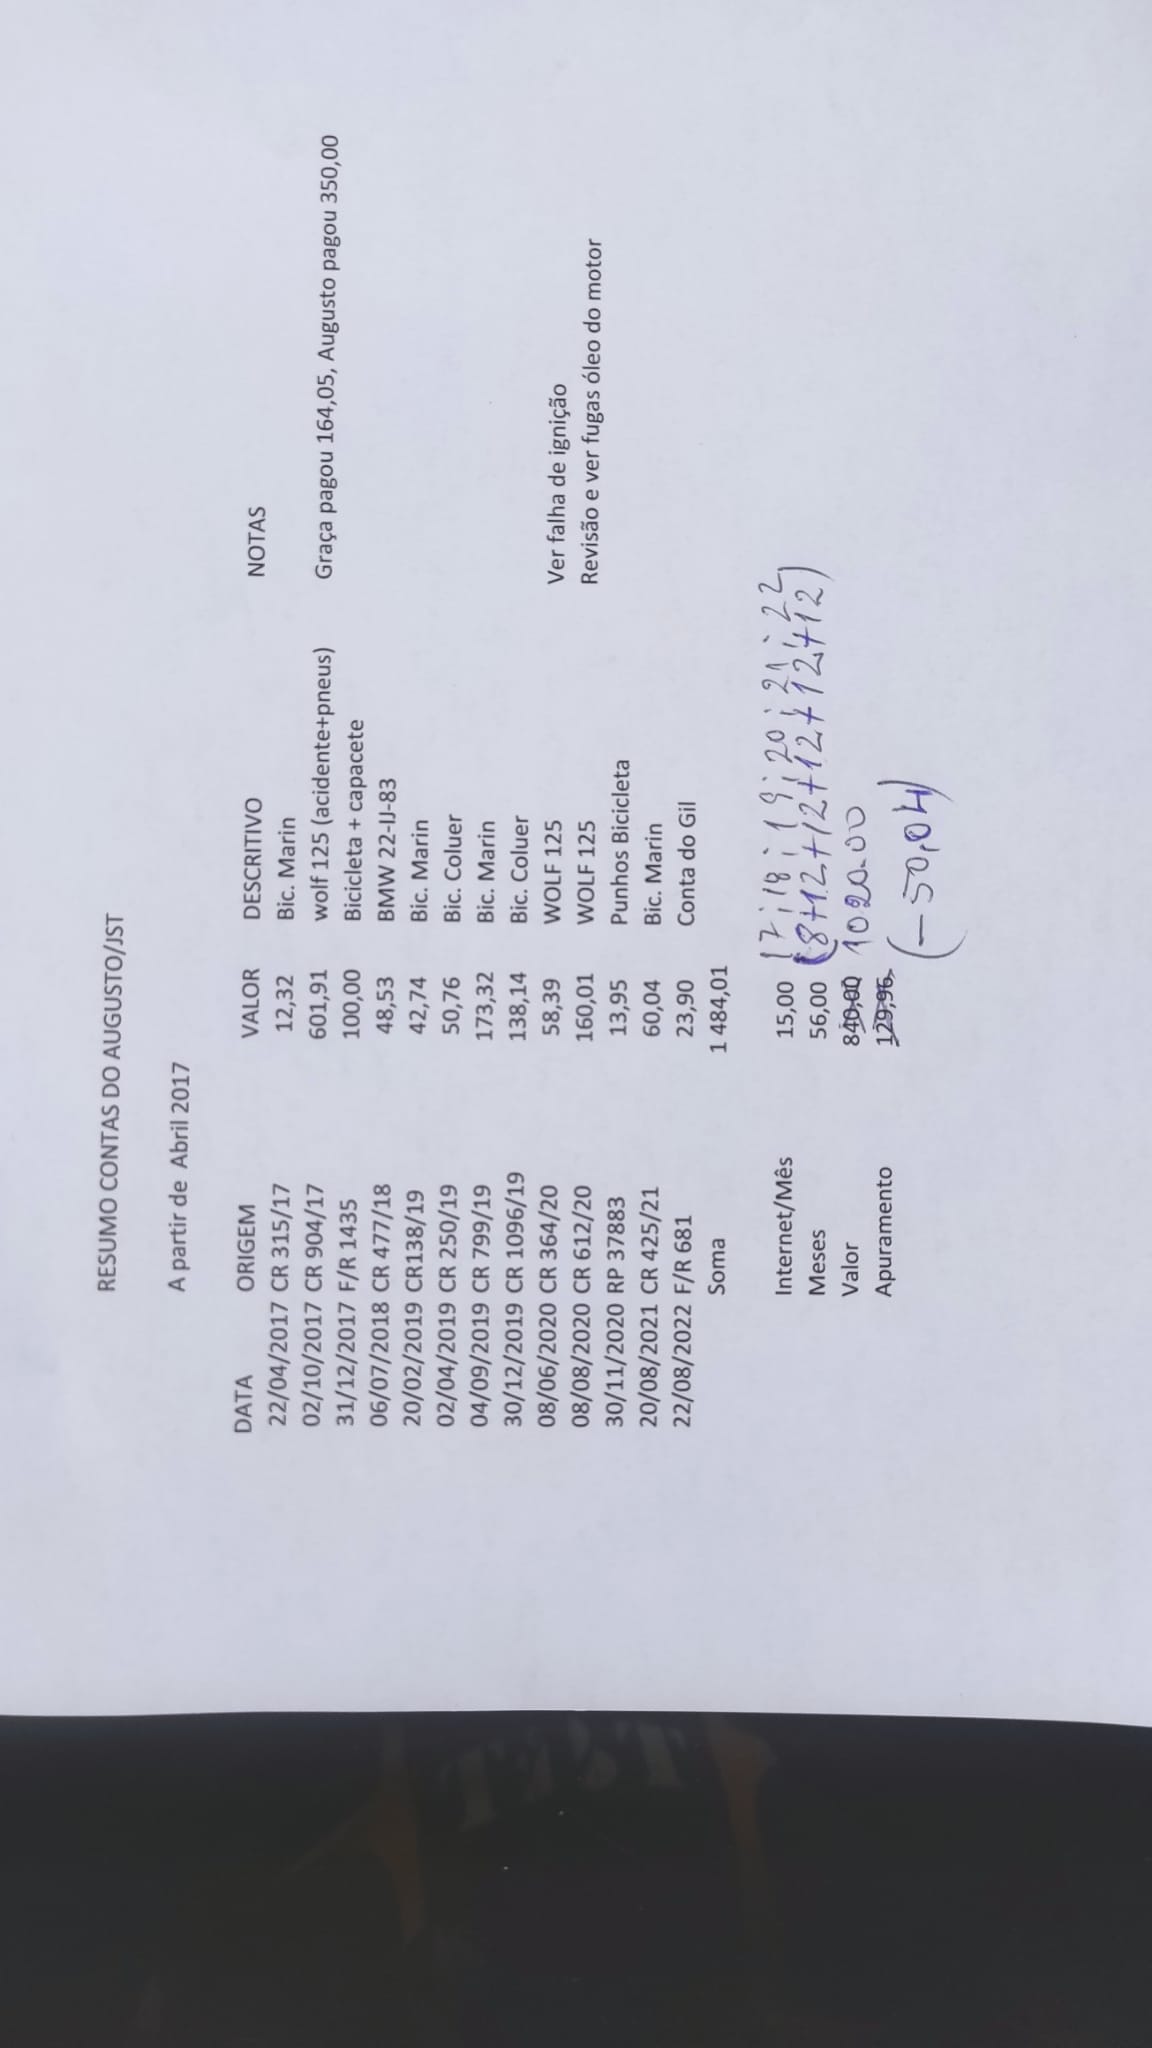 RESUMO CONTAS DO AUGUSTO/JST
A partir de Abril 2017
DATA ORIGEM VALOR DESCRITIVO NOTAS
22/04/2017 CR 315/17 12,32 Bic. Marin
02/10/2017 CR 904/17 601,91 wolf 125 (acidente+pneus) Graça pagou 164,05, Augusto pagou 350,00
31/12/2017 F/R 1435 100,00 Bicicleta + capacete
06/07/2018 CR 477/18 48,53 BMW 22-IJ-83
20/02/2019 CR138/19 42,74 Bic. Marin
02/04/2019 CR 250/19 50,76 Bic. Coluer
04/09/2019 CR 799/19 173,32 Bic. Marin
30/12/2019 CR 1096/19 138,14 Bic. Coluer
08/06/2020 CR 364/20 58,39 WOLF 125 Ver falha de ignição
08/08/2020 CR 612/20 160,01 WOLF 125 Revisão e ver fugas óleo do motor
30/11/2020 RP 37883 13,95 Punhos Bicicleta
20/08/2021 CR 425/21 60,04 Bic. Marin
22/08/2022 F/R 681 23,90 Conta do Gil
Soma 1 484,01
Internet/Mês 15,00 17; 18; 19; 20; 21; 22
Meses 56,00 (8+12+12+12+12+12)
Valor 840,00 1020.00
Apuramento 129,96 (-50,04)